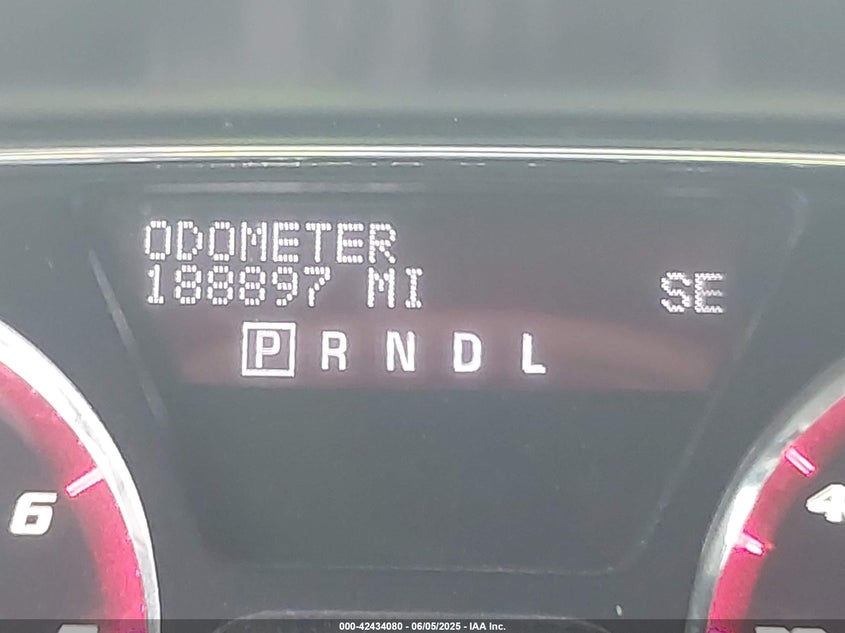 ODOMETER
188897 MI SE
P R N D L
6
4
000-42434080 - 06/05/2025 - IAA Inc.